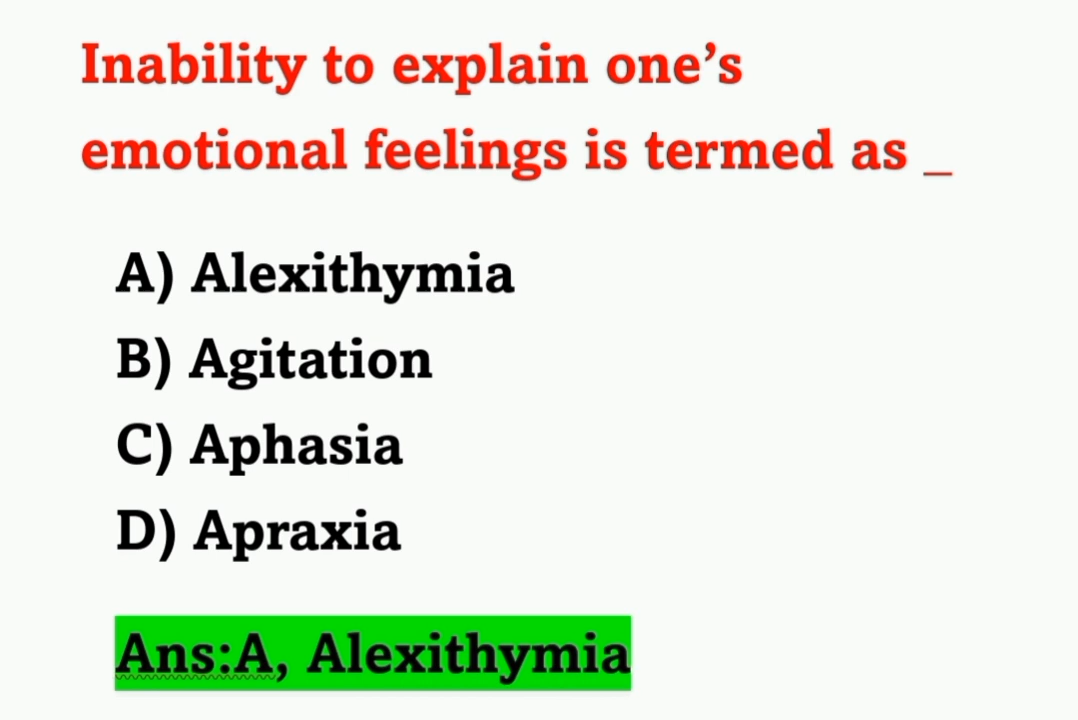 Inability to explain one’s
emotional feelings is termed as _
A) Alexithymia
B) Agitation
C) Aphasia
D) Apraxia
Ans:A, Alexithymia